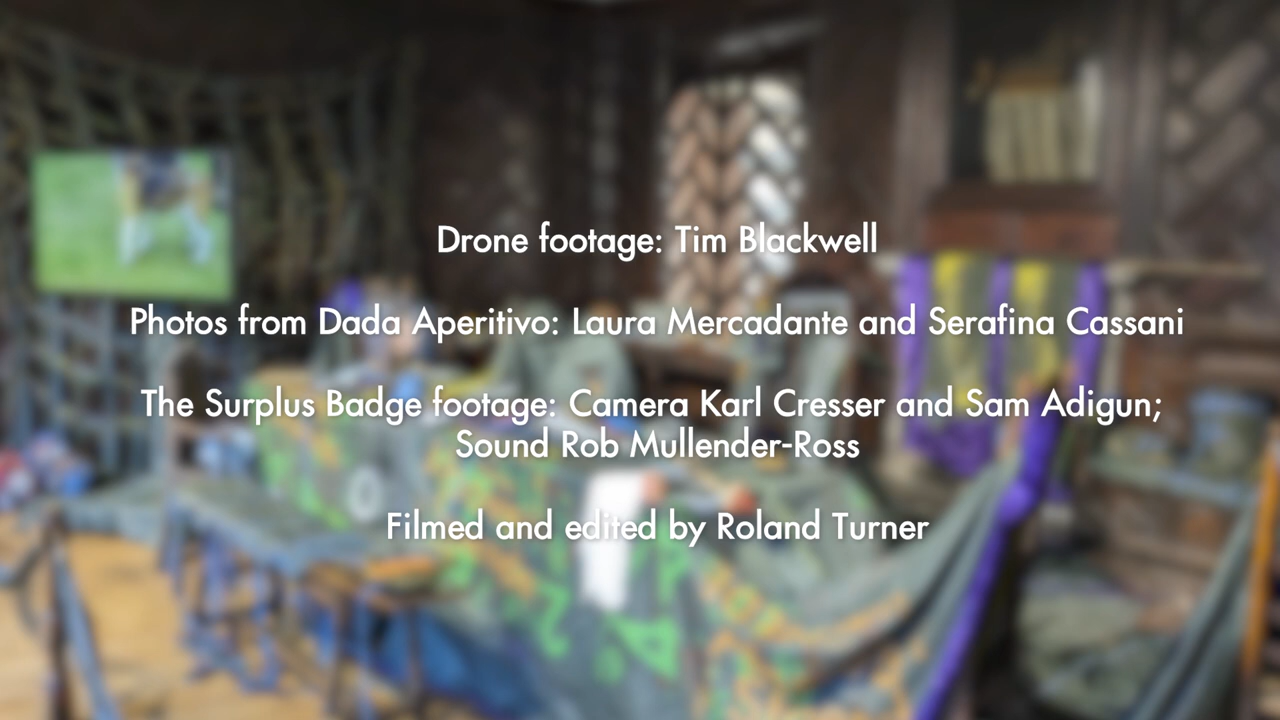 Drone footage: Tim Blackwell
Photos from Dada Aperitivo: Laura Mercadante and Serafina Cassani
The Surplus Badge footage: Camera Karl Cresser and Sam Adigun;
Sound Rob Mullender-Ross
Filmed and edited by Roland Turner